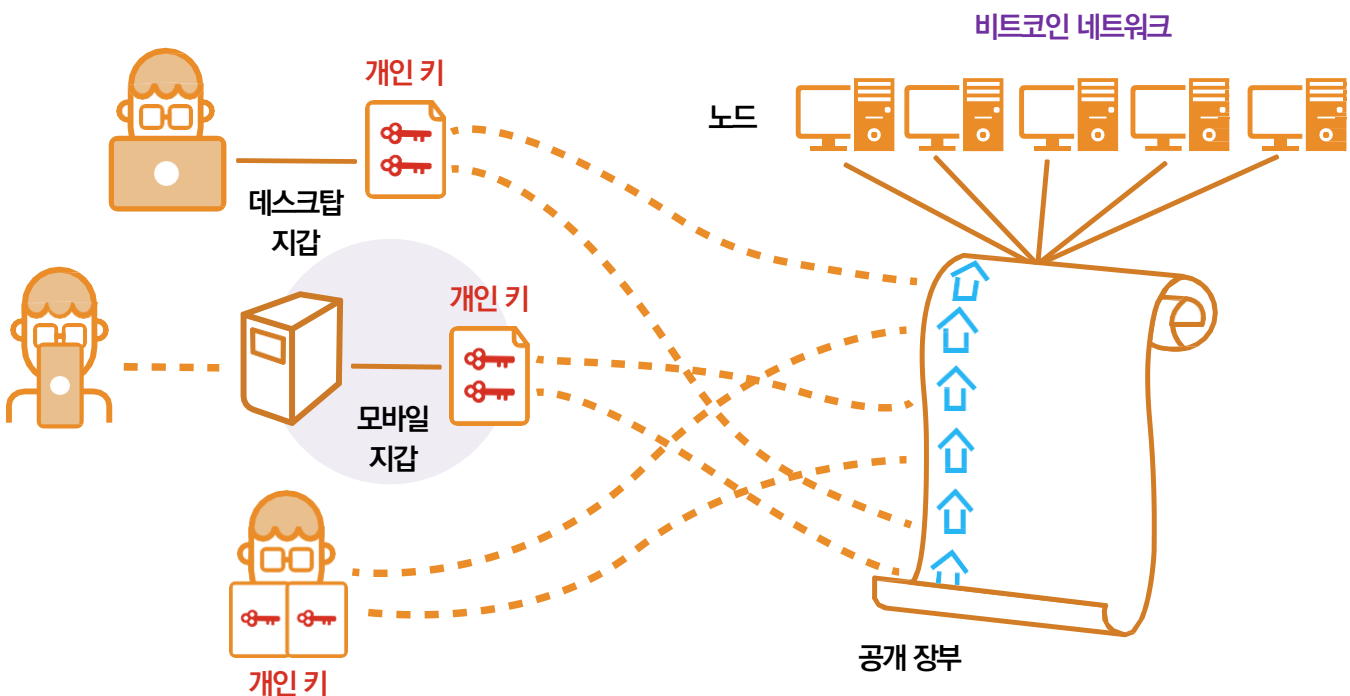 비트코인 네트워크
개인 키
노드
데스크탑
지갑
개인 키
모바일
지갑
공개 장부
개인 키